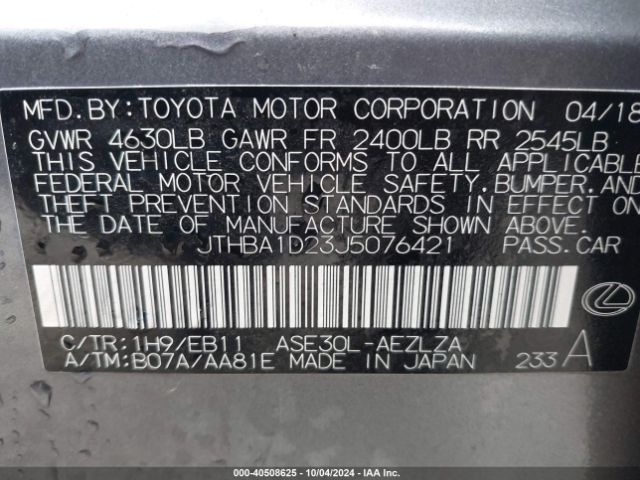 MFD.BY:TOYOTA MOTOR CORPORATION 04/18
GVWR 4630LB GAWR FR 2400LB RR 2545LB
THIS VEHICLE CONFORMS TO ALL APPLICABLE
FEDERAL MOTOR VEHICLE SAFETY,BUMPER,AND
THEFT PREVENTION STANDARDS IN EFFECT ON
THE DATE OF MANUFACTURE SHOWN ABOVE.
JTHBA1D23J5076421 PASS.CAR
C/TR:1H9/EB11 ASE30L-AEZLZA
A/TM:B07A/AA81E MADE IN JAPAN 233 A
000-40508625 - 10/04/2024 - COPYRIGHT IAA